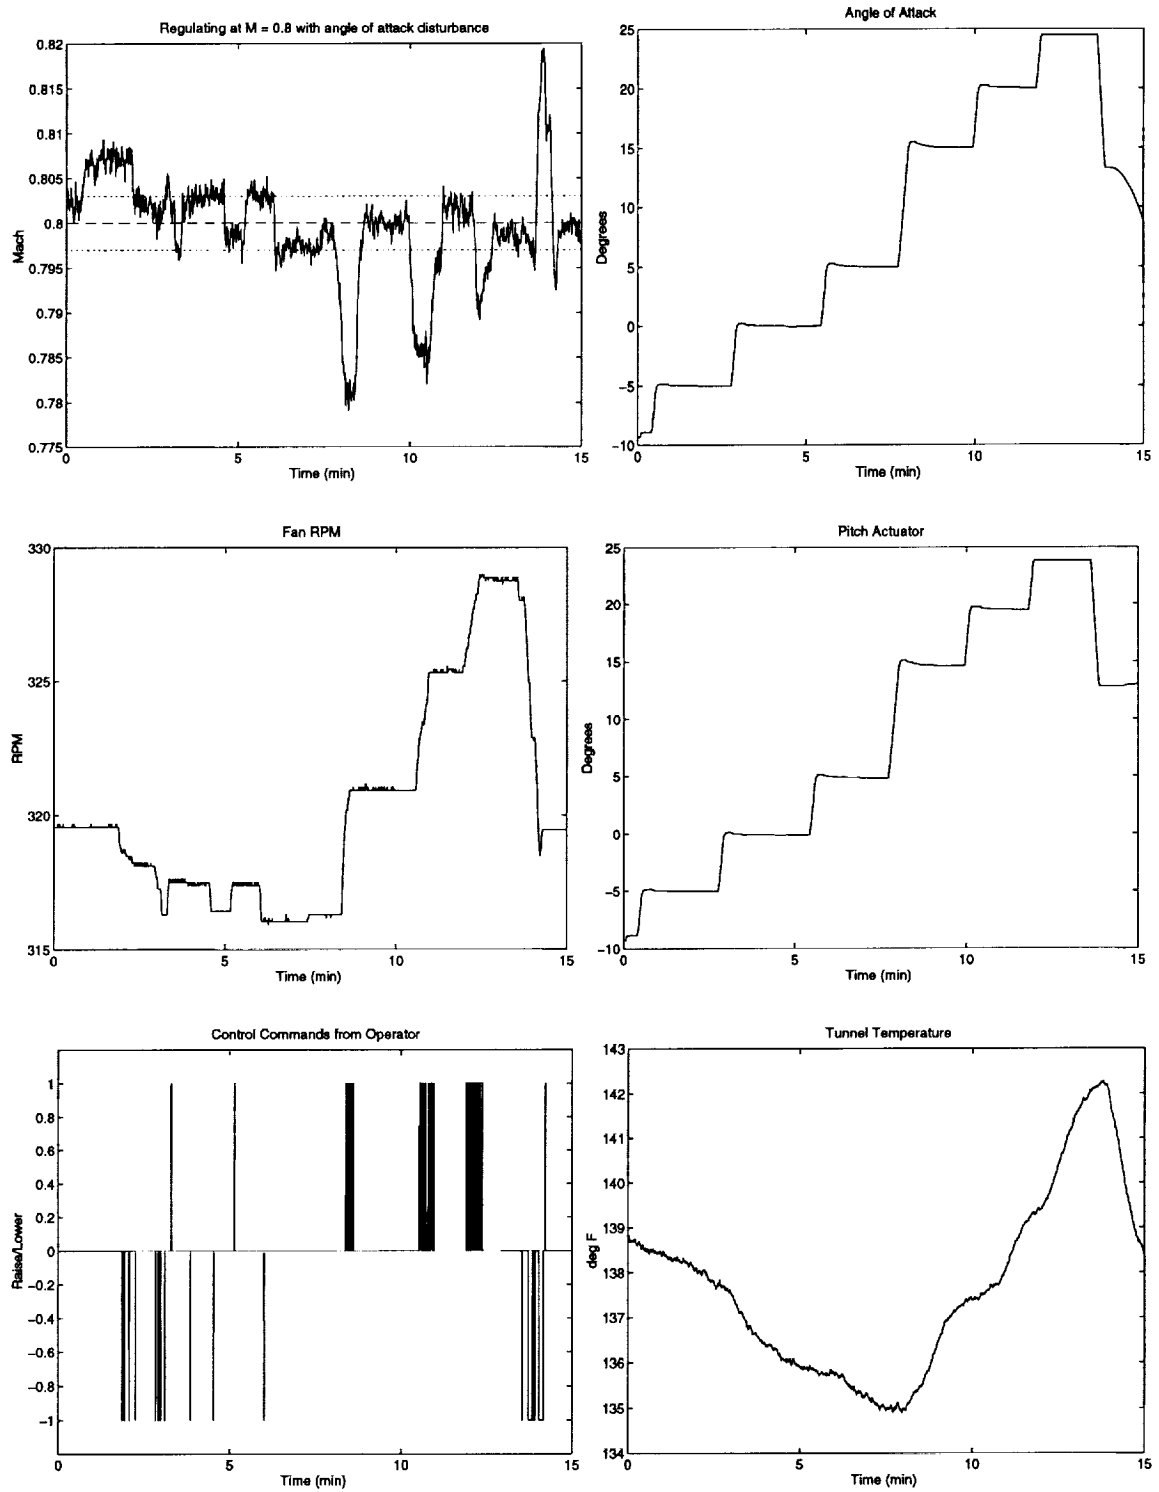 Regulating at M = 0.8 with angle of attack disturbance
0.82
0.815
0.81
0.805
0.8
0.795
0.79
0.785
0.78
0.775
Mach
0 5 10 15
Time (min)
Angle of Attack
25
20
15
10
5
0
−5
−10
Degrees
0 5 10 15
Time (min)
Fan RPM
330
325
320
315
RPM
0 5 10 15
Time (min)
Pitch Actuator
25
20
15
10
5
0
−5
−10
Degrees
0 5 10 15
Time (min)
Control Commands from Operator
1
0.8
0.6
0.4
0.2
0
−0.2
−0.4
−0.6
−0.8
−1
Raise/Lower
0 5 10 15
Time (min)
Tunnel Temperature
143
142
141
140
139
138
137
136
135
134
deg F
0 5 10 15
Time (min)